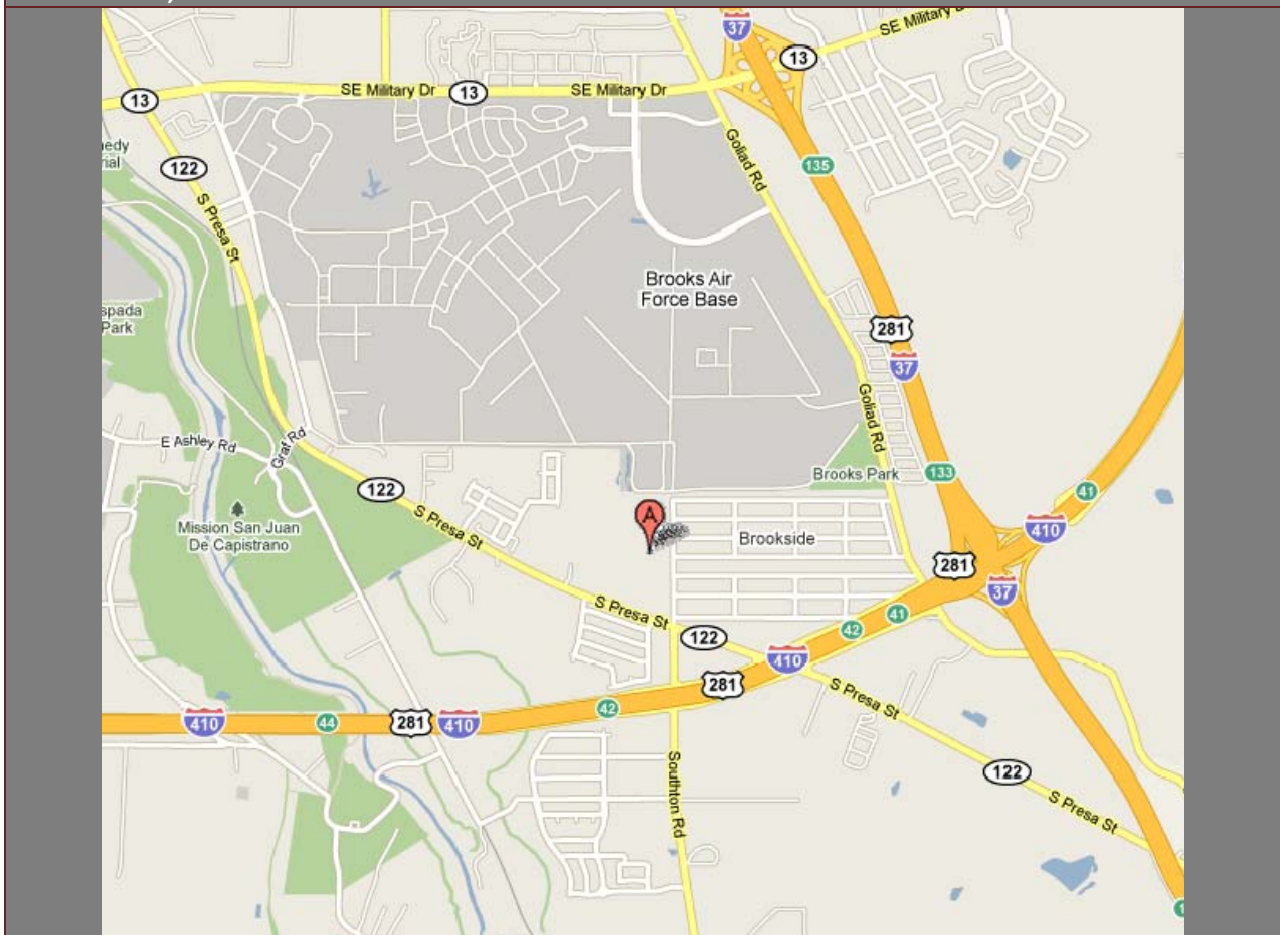 37
SE Military D
13
SE Military Dr
13
SE Military Dr
13
122
Goliad Rd
135
S Presa St
Brooks Air
Force Base
281
37
Goliad Rd
E Ashley Rd
Graf Rd
Brooks Park
133
122
41
410
Mission San Juan
De Capistrano
S Presa St
A
Brookside
281
37
S Presa St
122
42
41
410
281
S Presa St
410
44
281
410
42
122
S Presa St
Southton Rd